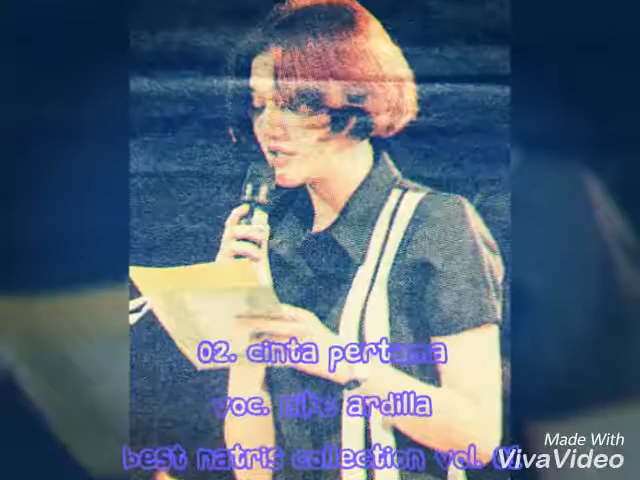 02. cinta pertama
voc. nike ardilla
best natris collection vol.
Made With
VivaVideo